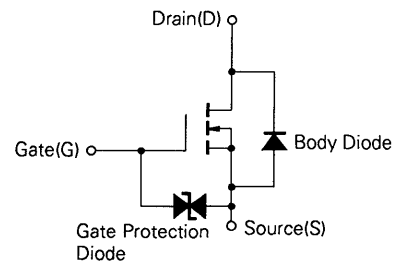 Drain(D)
Body Diode
Gate(G)
Source(S)
Gate Protection
Diode